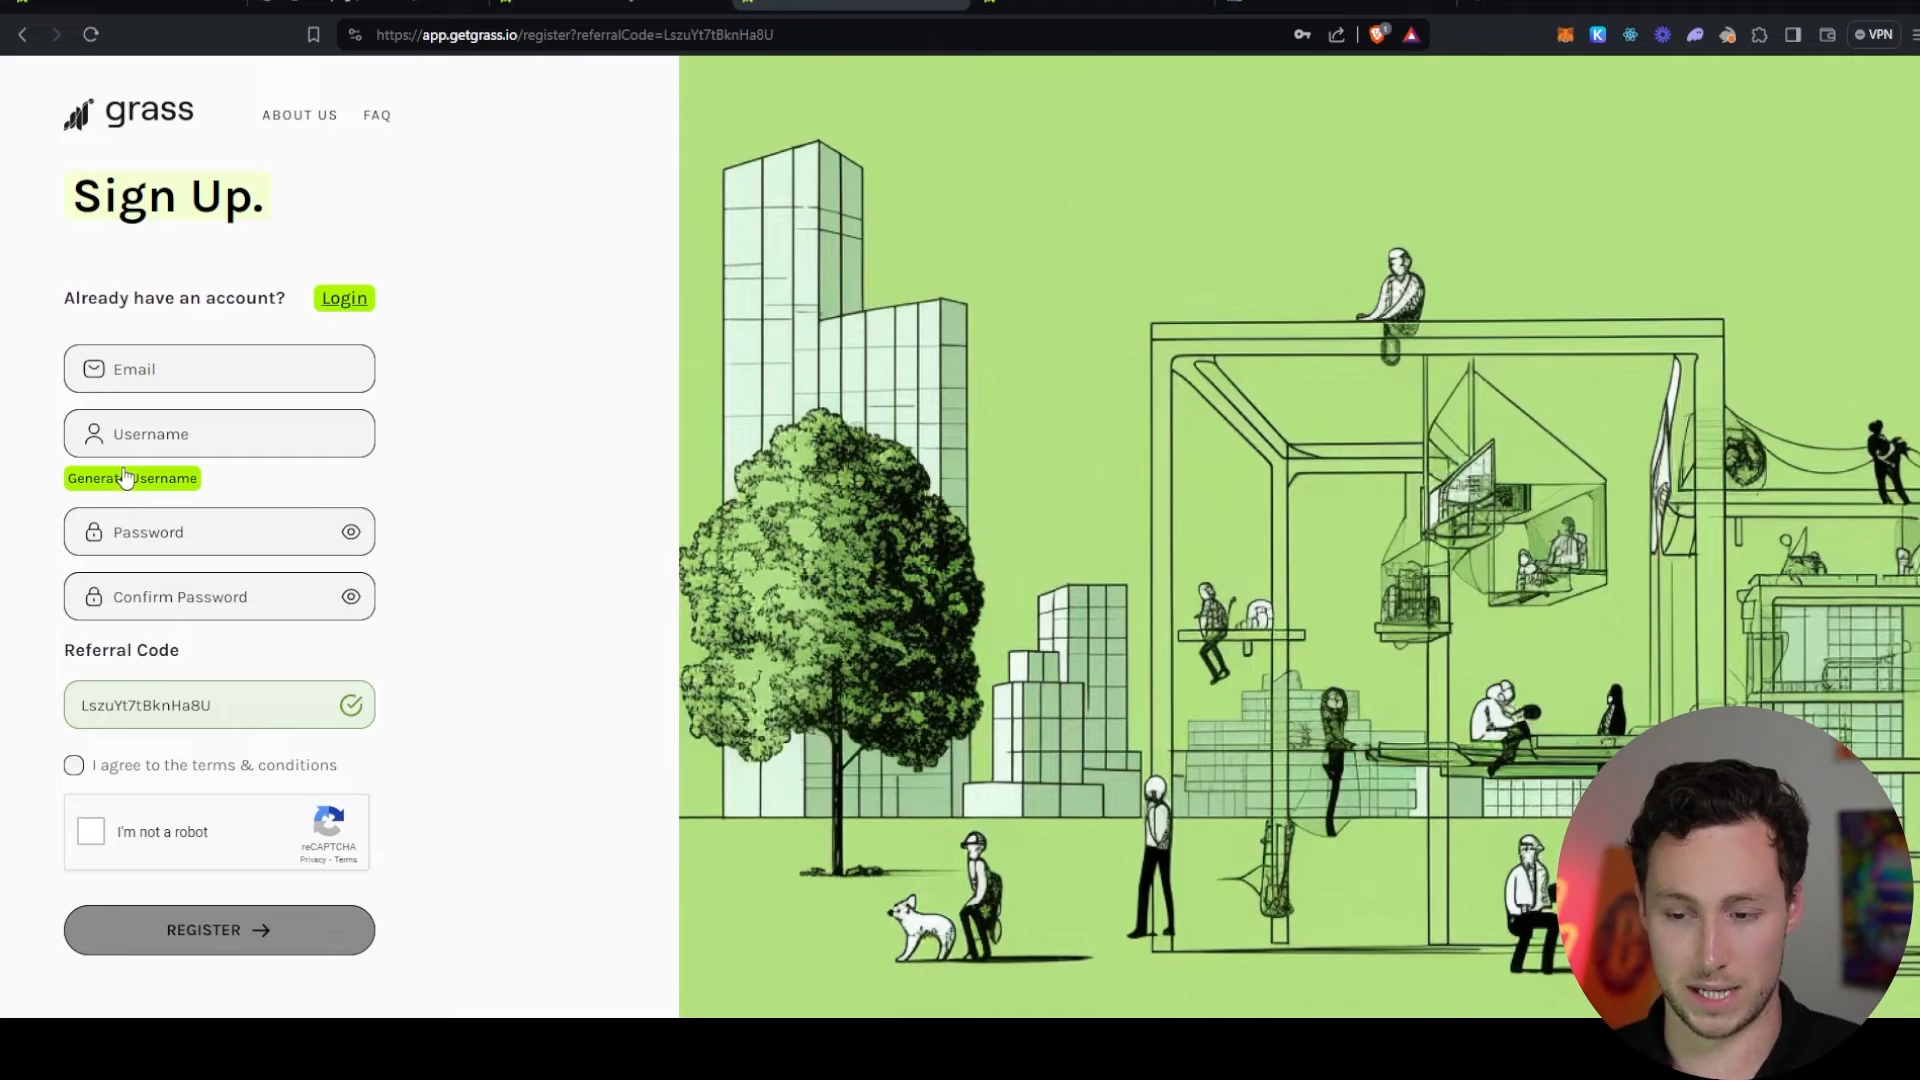 https://app.getgrass.io/register?referralCode=LszuYt7tBknHa8U
VPN
grass
ABOUT US
FAQ
Sign Up.
Already have an account?
Login
Email
Username
Generate Username
Password
Confirm Password
Referral Code
LszuYt7tBknHa8U
I agree to the terms & conditions
I'm not a robot
reCAPTCHA
Privacy - Terms
REGISTER